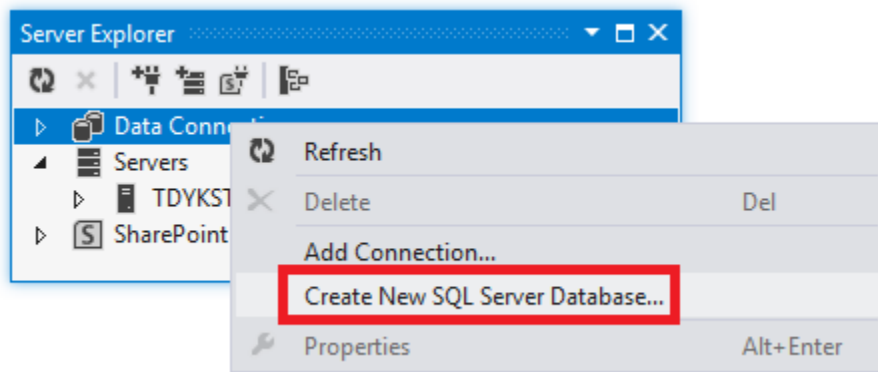 Server Explorer
Data Conn
Servers
TDYKST
SharePoint
Refresh
Delete Del
Add Connection...
Create New SQL Server Database...
Properties Alt+Enter